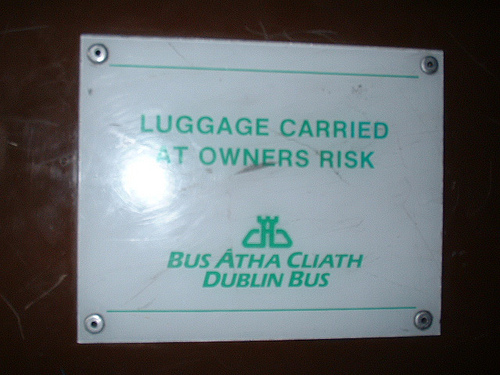 LUGGAGE CARRIED
AT OWNERS RISK
BUS ÁTHA CLIATH
DUBLIN BUS